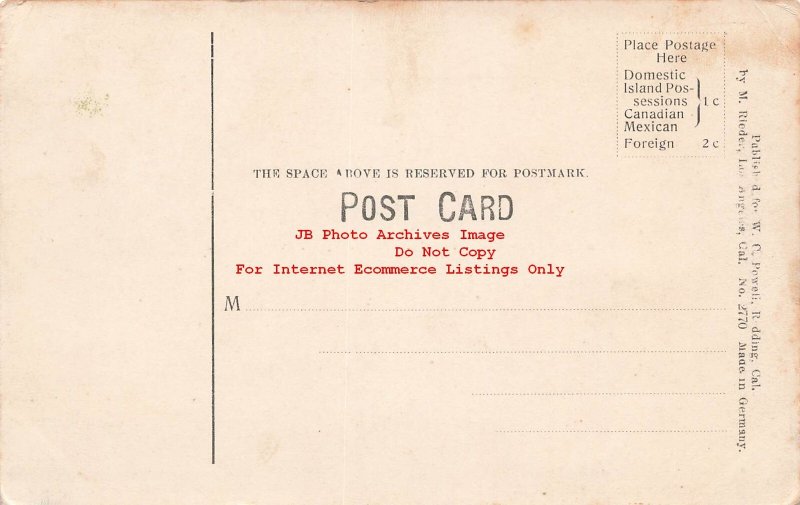 Place Postage
Here
Domestic
Island Pos-
sessions
Canadian
Mexican
1 c
Foreign 2 c
THE SPACE ABOVE IS RESERVED FOR POSTMARK.
POST CARD
JB Photo Archives Image
Do Not Copy
For Internet Ecommerce Listings Only
M
Published for W. C. Powell, Redding, Cal.
by M. Rieder, Los Angeles, Cal. No. 2770 Made in Germany.